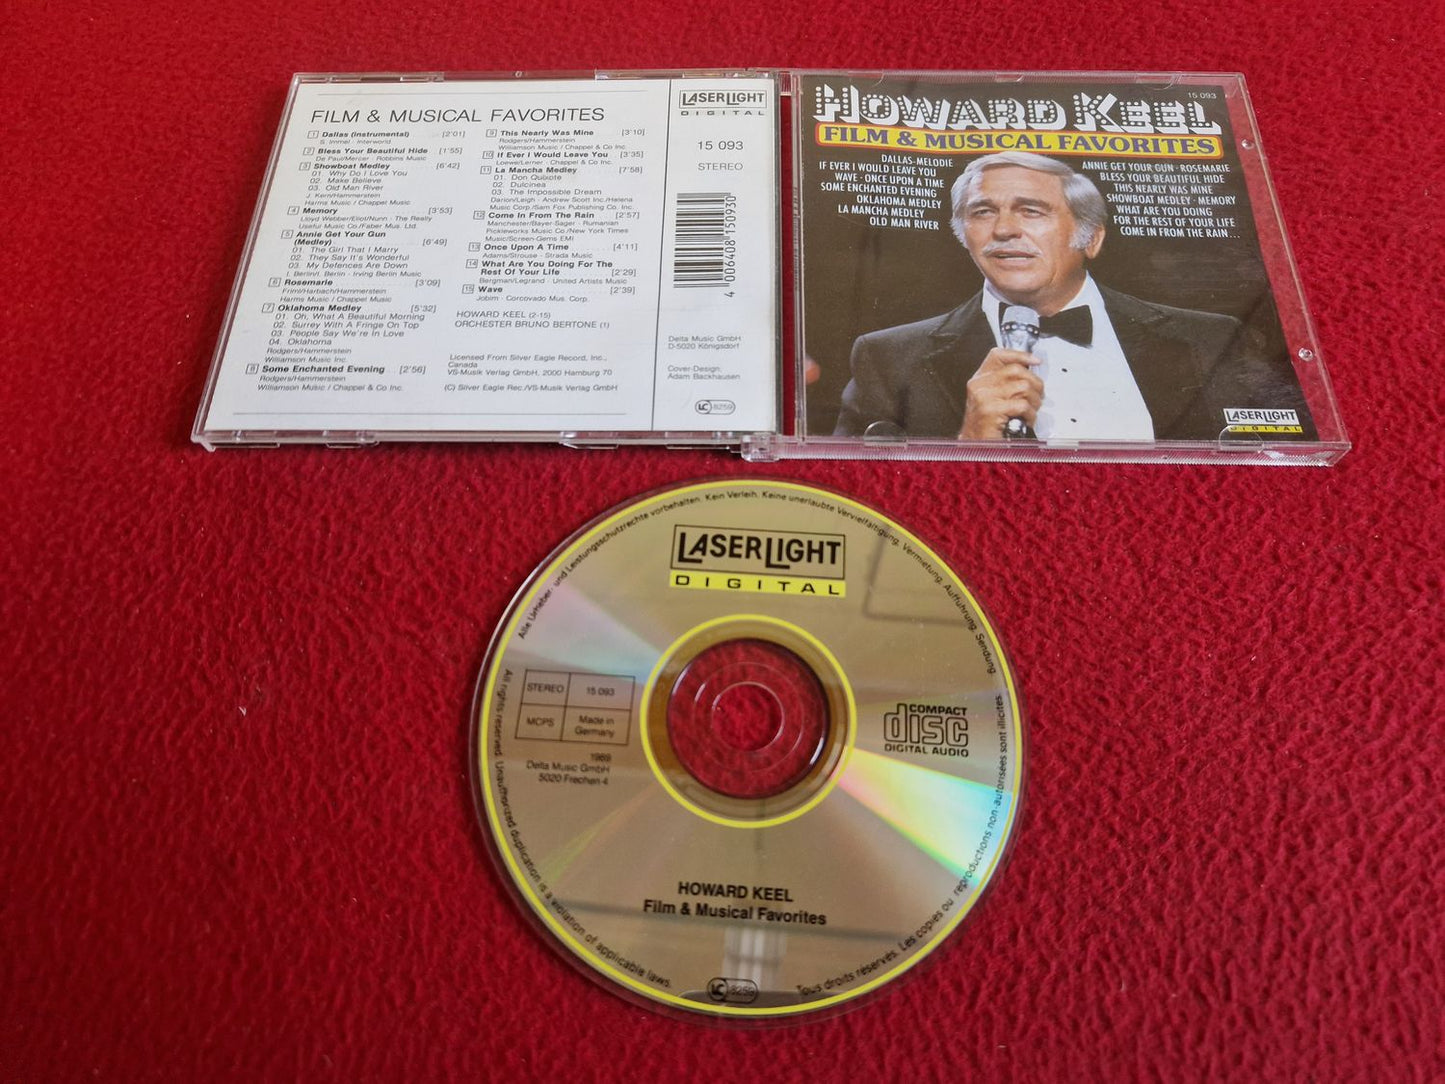 FILM & MUSICAL FAVORITES
1 Dallas (instrumental) [2'01]
S. Immel · Interworld
2 Bless Your Beautiful Hide [1'55]
De Paul/Mercer · Robbins Music
3 Showboat Medley [6'42]
01. Why Do I Love You
02. Make Believe
03. Old Man River
J. Kern/Hammerstein
Harms Music / Chappel Music
4 Memory [3'53]
Lloyd Webber/Eliot/Nunn · The Really
Useful Music Co./Faber Mus. Ltd.
5 Annie Get Your Gun
(Medley) [6'49]
01. The Girl That I Marry
02. They Say It's Wonderful
03. My Defences Are Down
I. Berlin/I. Berlin · Irving Berlin Music
6 Rosemarie [3'09]
Friml/Harbach/Hammerstein
Harms Music / Chappel Music
7 Oklahoma Medley [5'32]
01. Oh, What A Beautiful Morning
02. Surrey With A Fringe On Top
03. People Say We're In Love
04. Oklahoma
Rodgers/Hammerstein
Williamson Music Inc.
8 Some Enchanted Evening [2'56]
Rodgers/Hammerstein
Williamson Music / Chappel & Co Inc.
9 This Nearly Was Mine [3'10]
Rodgers/Hammerstein
Williamson Music / Chappel & Co Inc
10 If Ever I Would Leave You [3'35]
Loewe/Lerner · Chappel & Co Inc.
11 La Mancha Medley [7'58]
01. Don Quixote
02. Dulcinea
03. The Impossible Dream
Darion/Leigh · Andrew Scott Inc./Helena
Music Corp./Sam Fox Publishing Co. Inc.
12 Come In From The Rain [2'57]
Manchester/Bayer-Sager · Rumanian
Pickleworks Music Co/New York Times
Music/Screen-Gems EMI
13 Once Upon A Time [4'11]
Adams/Strouse · Strada Music
14 What Are You Doing For The
Rest Of Your Life [2'29]
Bergman/Legrand · United Artists Music
15 Wave [2'39]
Jobim · Corcovado Mus. Corp.
HOWARD KEEL (2-15)
ORCHESTER BRUNO BERTONE (1)
Licensed From Silver Eagle Record, Inc.,
Canada
VS-Musik Verlag GmbH, 2000 Hamburg 70
(C) Silver Eagle Rec./VS-Musik Verlag GmbH
LASERLIGHT
DIGITAL
15 093
STEREO
4 006408 150930
Delta Music GmbH
D-5020 Königsdorf
Cover-Design:
Adam Backhausen
LC 8259
15 093
HOWARD KEEL
FILM & MUSICAL FAVORITES
DALLAS-MELODIE
IF EVER I WOULD LEAVE YOU
WAVE · ONCE UPON A TIME
SOME ENCHANTED EVENING
OKLAHOMA MEDLEY
LA MANCHA MEDLEY
OLD MAN RIVER
ANNIE GET YOUR GUN · ROSEMARIE
BLESS YOUR BEAUTIFUL HIDE
THIS NEARLY WAS MINE
SHOWBOAT MEDLEY · MEMORY
WHAT ARE YOU DOING
FOR THE REST OF YOUR LIFE
COME IN FROM THE RAIN ...
LASERLIGHT
DIGITAL
Alle Urheber- und Leistungsschutzrechte vorbehalten. Kein Verleih. Keine unerlaubte Vervielfältigung, Vermietung, Aufführung, Sendung
LASERLIGHT
DIGITAL
STEREO 15 093
MCPS Made in
Germany
1989
Delta Music GmbH
5020 Frechen 4
COMPACT
disc
DIGITAL AUDIO
HOWARD KEEL
Film & Musical Favorites
LC 8259
All rights reserved. Unauthorized duplication is a violation of applicable laws.
Tous droits réservés. Les copies ou reproductions non-autorisées sont illicites.